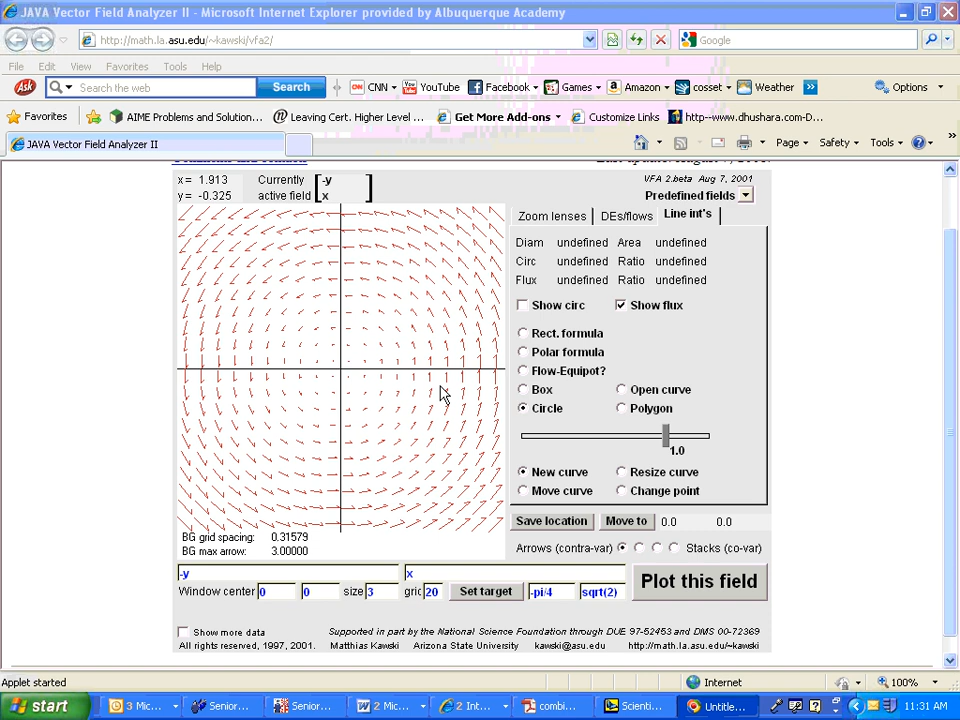 JAVA Vector Field Analyzer II - Microsoft Internet Explorer provided by Albuquerque Academy
http://math.la.asu.edu/~kawski/vfa2/
Google
File Edit View Favorites Tools Help
Ask Search the web Search CNN YouTube Facebook Games Amazon cosset Weather Options
Favorites AIME Problems and Solution... Leaving Cert. Higher Level ... Get More Add-ons Customize Links http--www.dhushara.com-D...
JAVA Vector Field Analyzer II
Page Safety Tools
x = 1.913 Currently -y VFA 2.beta Aug 7, 2001
y = -0.325 active field x Predefined fields
Zoom lenses DEs/flows Line int's
Diam undefined Area undefined
Circ undefined Ratio undefined
Flux undefined Ratio undefined
Show circ Show flux
Rect. formula
Polar formula
Flow-Equipot?
Box Open curve
Circle Polygon
1.0
New curve Resize curve
Move curve Change point
Save location Move to 0.0 0.0
BG grid spacing: 0.31579
BG max arrow: 3.00000
Arrows (contra-var) Stacks (co-var)
-y x
Plot this field
Window center 0 0 size 3 gric 20 Set target -pi/4 sqrt(2)
Show more data Supported in part by the National Science Foundation through DUE 97-52453 and DMS 00-72369
All rights reserved, 1997, 2001. Matthias Kawski Arizona State University kawski@asu.edu http://math.la.asu.edu/~kawski
Applet started Internet 100%
start 3 Mic... Senior... Senior... 2 Mic... 2 Int... combi... Scienti... Untitle... 11:31 AM